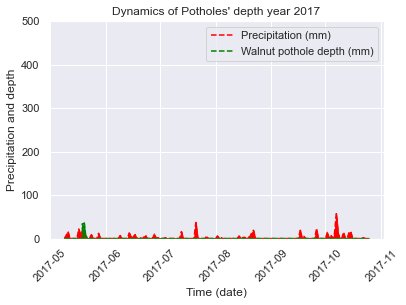 Dynamics of Potholes' depth year 2017
Precipitation (mm)
Walnut pothole depth (mm)
Precipitation and depth
500
400
300
200
100
0
2017-05
2017-06
2017-07
2017-08
2017-09
2017-10
2017-11
Time (date)